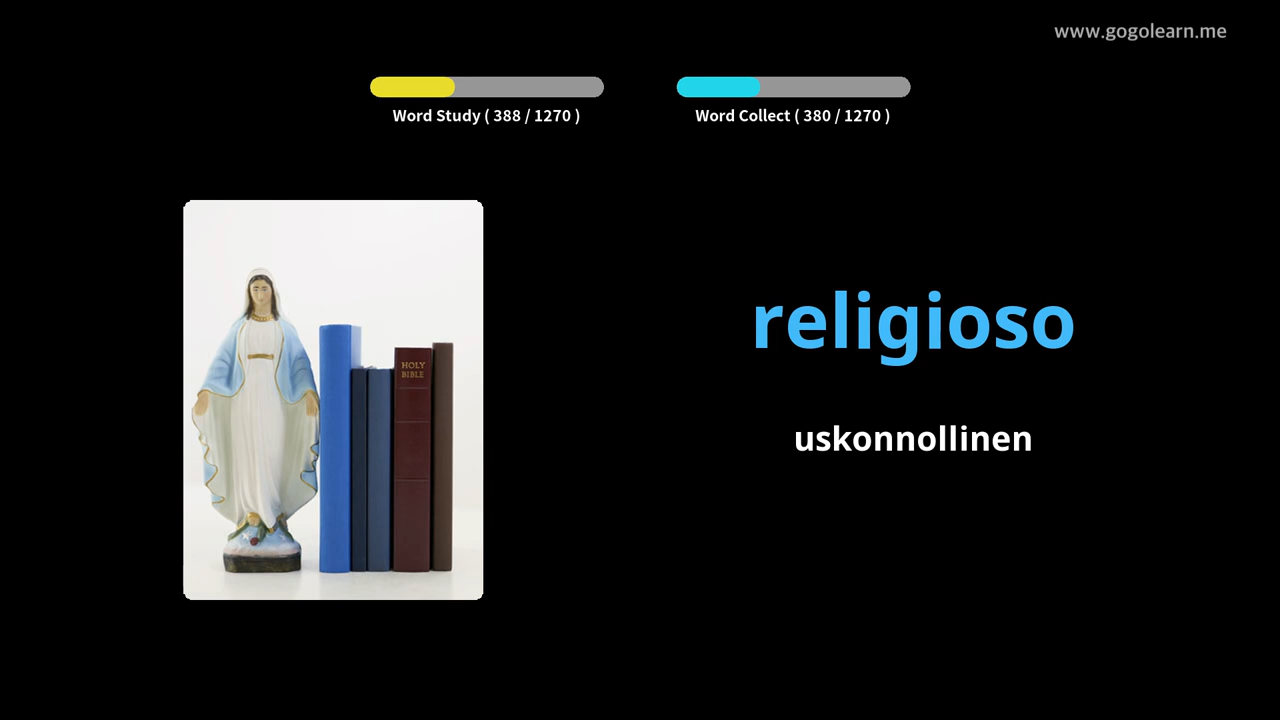 www.gogolearn.me
Word Study ( 388 / 1270 )
Word Collect ( 380 / 1270 )
HOLY
BIBLE
religioso
uskonnollinen